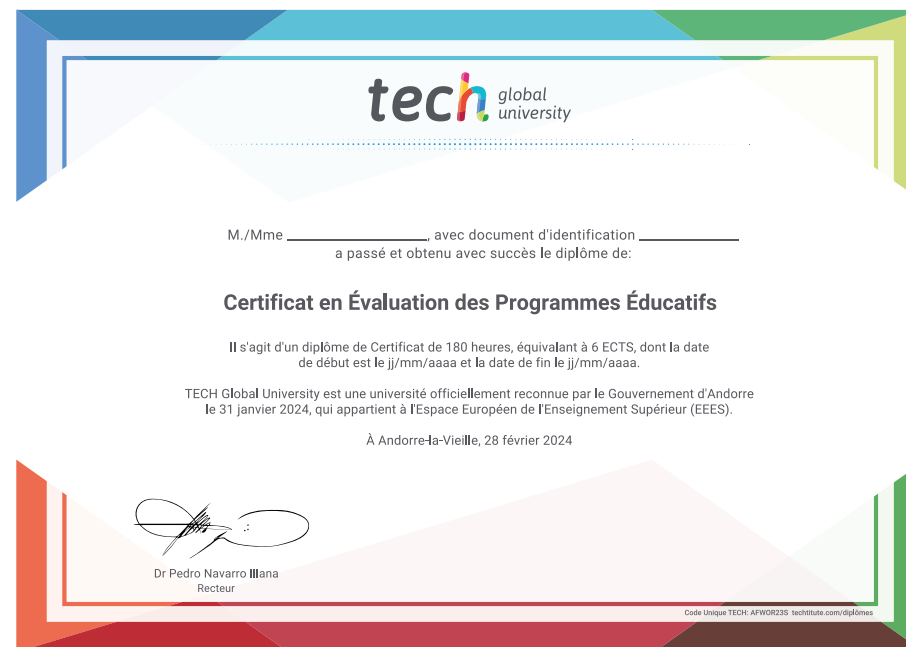 tech global university
M./Mme ____________, avec document d'identification ____________
a passé et obtenu avec succès le diplôme de:
Certificat en Évaluation des Programmes Éducatifs
Il s'agit d'un diplôme de Certificat de 180 heures, équivalant à 6 ECTS, dont la date
de début est le jj/mm/aaaa et la date de fin le jj/mm/aaaa.
TECH Global University est une université officiellement reconnue par le Gouvernement d'Andorre
le 31 janvier 2024, qui appartient à l'Espace Européen de l'Enseignement Supérieur (EEES).
À Andorre-la-Vieille, 28 février 2024
Dr Pedro Navarro Illana
Recteur
Code Unique TECH: AFWOR23S techtitute.com/diplômes